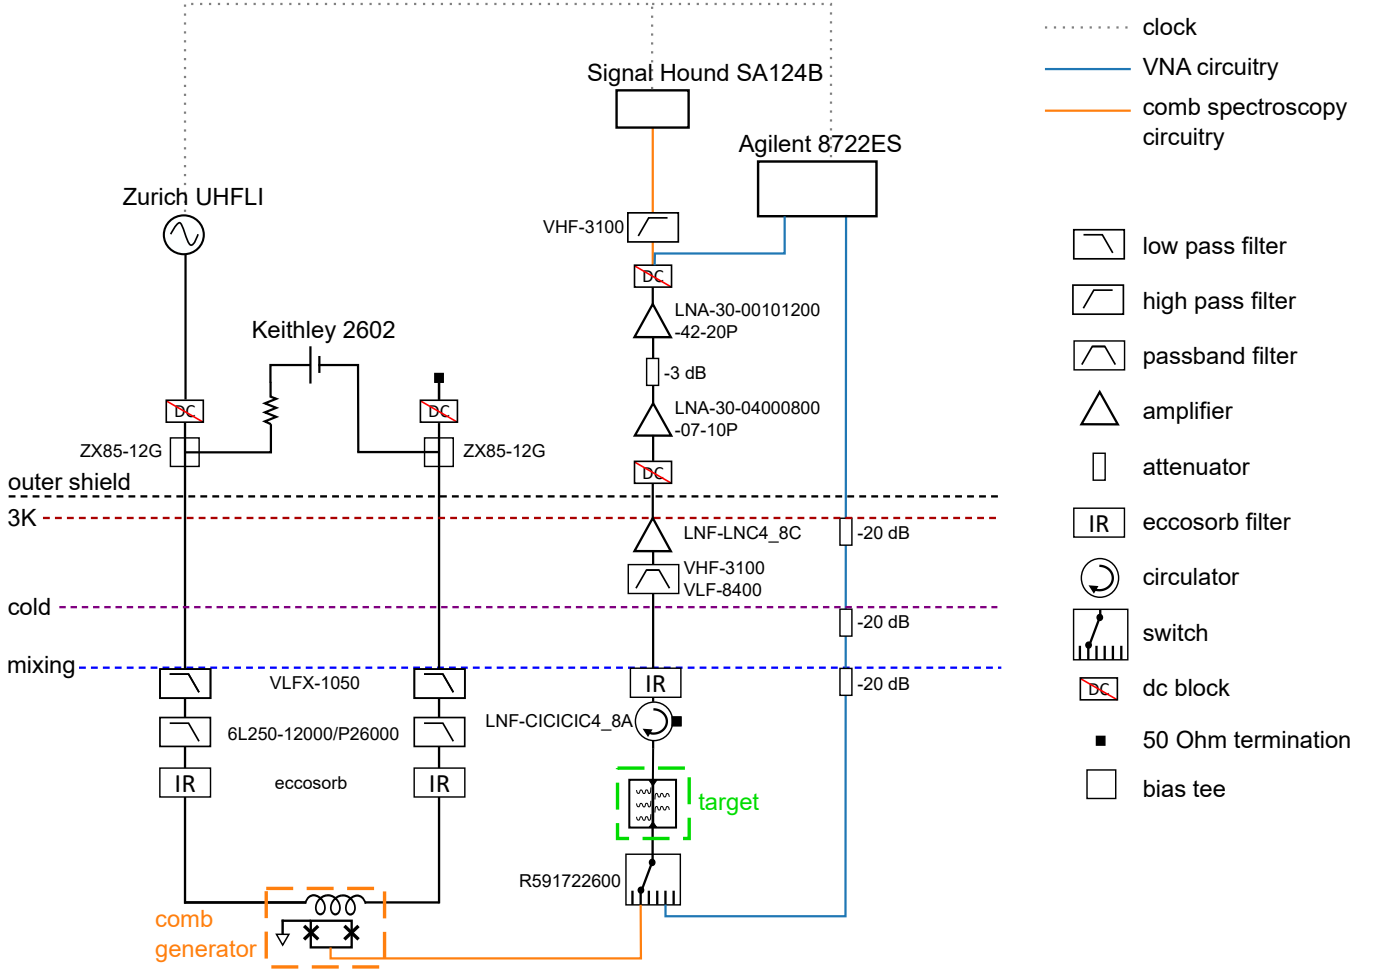 clock
Signal Hound SA124B
VNA circuitry
comb spectroscopy
circuitry
Agilent 8722ES
Zurich UHFLI
VHF-3100
low pass filter
DC
LNA-30-00101200
-42-20P
high pass filter
Keithley 2602
passband filter
-3 dB
DC
DC
LNA-30-04000800
-07-10P
amplifier
ZX85-12G
ZX85-12G
DC
attenuator
outer shield
3K
LNF-LNC4_8C
-20 dB
IR
eccosorb filter
VHF-3100
VLF-8400
circulator
cold
-20 dB
switch
mixing
VLFX-1050
IR
-20 dB
DC
dc block
LNF-CICICIC4_8A
6L250-12000/P26000
50 Ohm termination
IR
eccosorb
IR
target
bias tee
R591722600
comb
generator